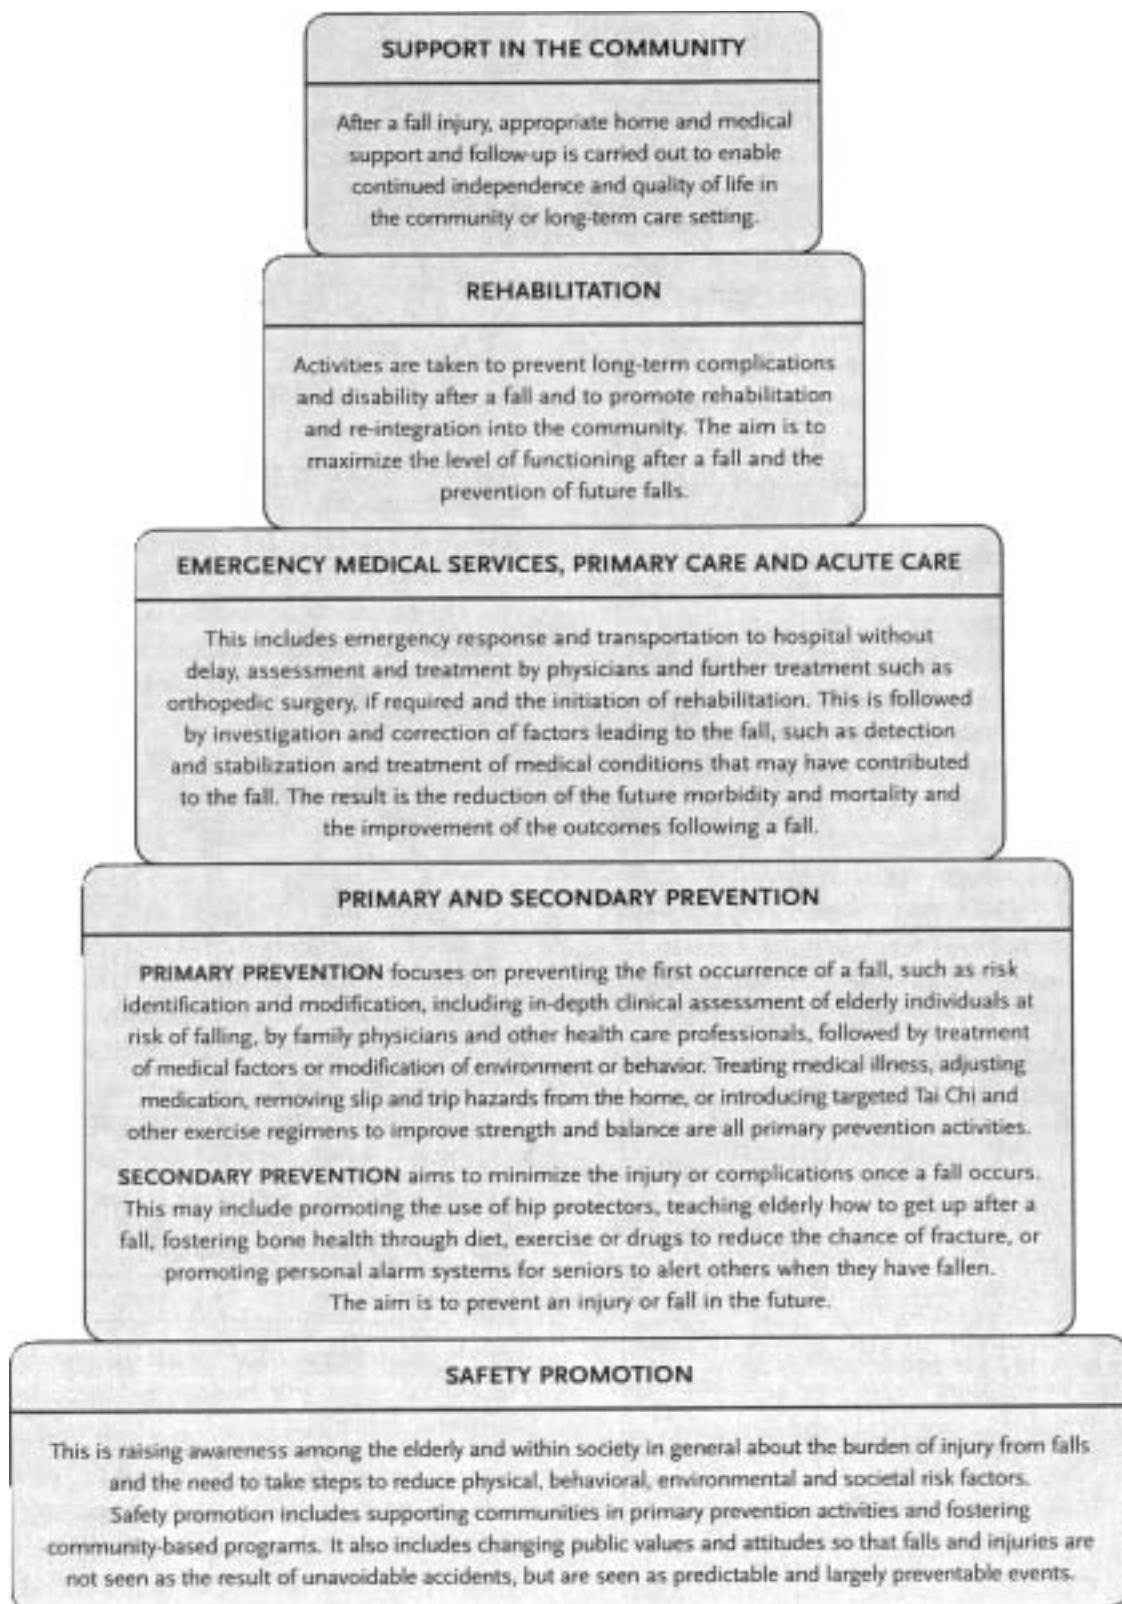 SUPPORT IN THE COMMUNITY
After a fall injury, appropriate home and medical
support and follow-up is carried out to enable
continued independence and quality of life in
the community or long-term care setting.
REHABILITATION
Activities are taken to prevent long-term complications
and disability after a fall and to promote rehabilitation
and re-integration into the community. The aim is to
maximize the level of functioning after a fall and the
prevention of future falls.
EMERGENCY MEDICAL SERVICES, PRIMARY CARE AND ACUTE CARE
This includes emergency response and transportation to hospital without
delay, assessment and treatment by physicians and further treatment such as
orthopedic surgery, if required and the initiation of rehabilitation. This is followed
by investigation and correction of factors leading to the fall, such as detection
and stabilization and treatment of medical conditions that may have contributed
to the fall. The result is the reduction of the future morbidity and mortality and
the improvement of the outcomes following a fall.
PRIMARY AND SECONDARY PREVENTION
PRIMARY PREVENTION focuses on preventing the first occurrence of a fall, such as risk
identification and modification, including in-depth clinical assessment of elderly individuals at
risk of falling, by family physicians and other health care professionals, followed by treatment
of medical factors or modification of environment or behavior. Treating medical illness, adjusting
medication, removing slip and trip hazards from the home, or introducing targeted Tai Chi and
other exercise regimens to improve strength and balance are all primary prevention activities.
SECONDARY PREVENTION aims to minimize the injury or complications once a fall occurs.
This may include promoting the use of hip protectors, teaching elderly how to get up after a
fall, fostering bone health through diet, exercise or drugs to reduce the chance of fracture, or
promoting personal alarm systems for seniors to alert others when they have fallen.
The aim is to prevent an injury or fall in the future.
SAFETY PROMOTION
This is raising awareness among the elderly and within society in general about the burden of injury from falls
and the need to take steps to reduce physical, behavioral, environmental and societal risk factors.
Safety promotion includes supporting communities in primary prevention activities and fostering
community-based programs. It also includes changing public values and attitudes so that falls and injuries are
not seen as the result of unavoidable accidents, but are seen as predictable and largely preventable events.